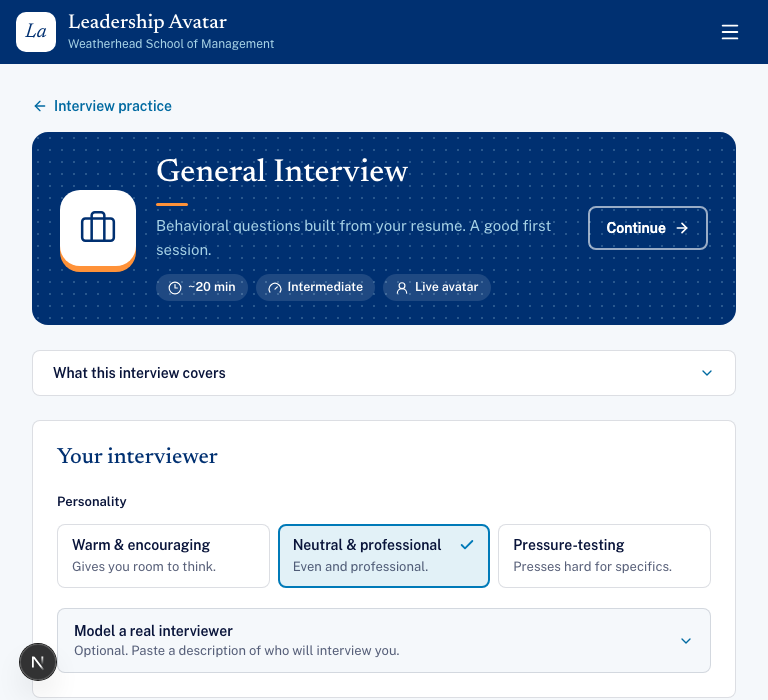 La
Leadership Avatar
Weatherhead School of Management
Interview practice
General Interview
Behavioral questions built from your resume. A good first
session.
~20 min
Intermediate
Live avatar
Continue
What this interview covers
Your interviewer
Personality
Warm & encouraging
Gives you room to think.
Neutral & professional
Even and professional.
Pressure-testing
Presses hard for specifics.
Model a real interviewer
Optional. Paste a description of who will interview you.
N